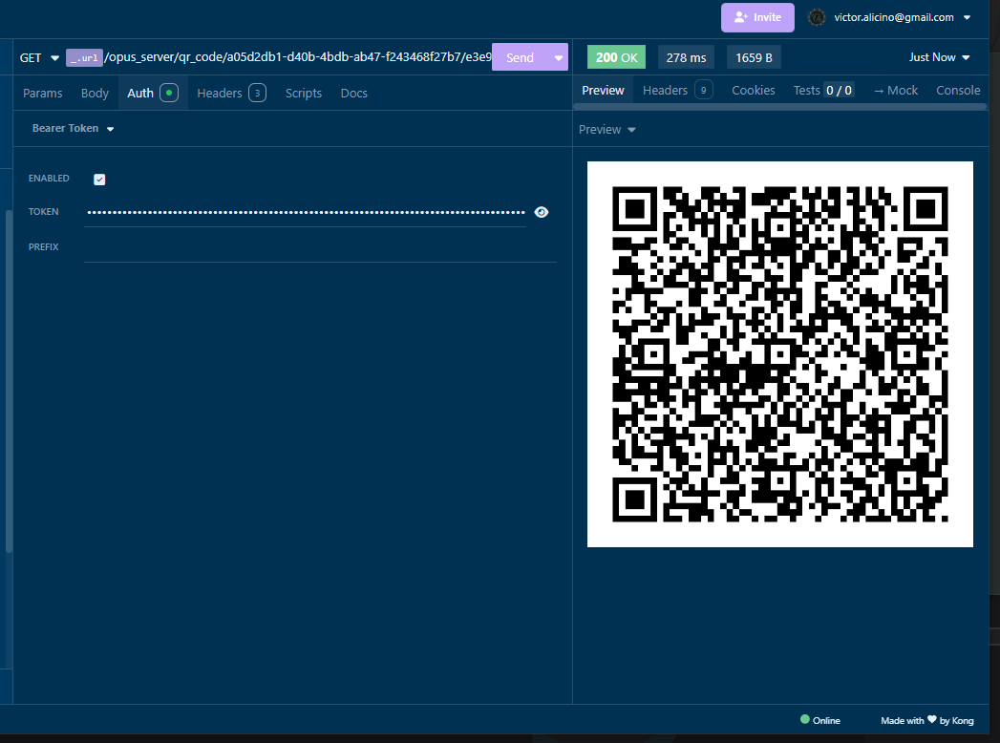 Invite
victor.alicino@gmail.com
GET
_.url
/opus_server/qr_code/a05d2db1-d40b-4bdb-ab47-f243468f27b7/e3e9
Send
200 OK
278 ms
1659 B
Just Now
Params
Body
Auth
Headers 3
Scripts
Docs
Preview
Headers 9
Cookies
Tests 0 / 0
→ Mock
Console
Bearer Token
Preview
ENABLED
TOKEN
••••••••••••••••••••••••••••••••••••••••••••••••••••••••••••••••••••••••••••••••••••
PREFIX
Online
Made with ♥ by Kong